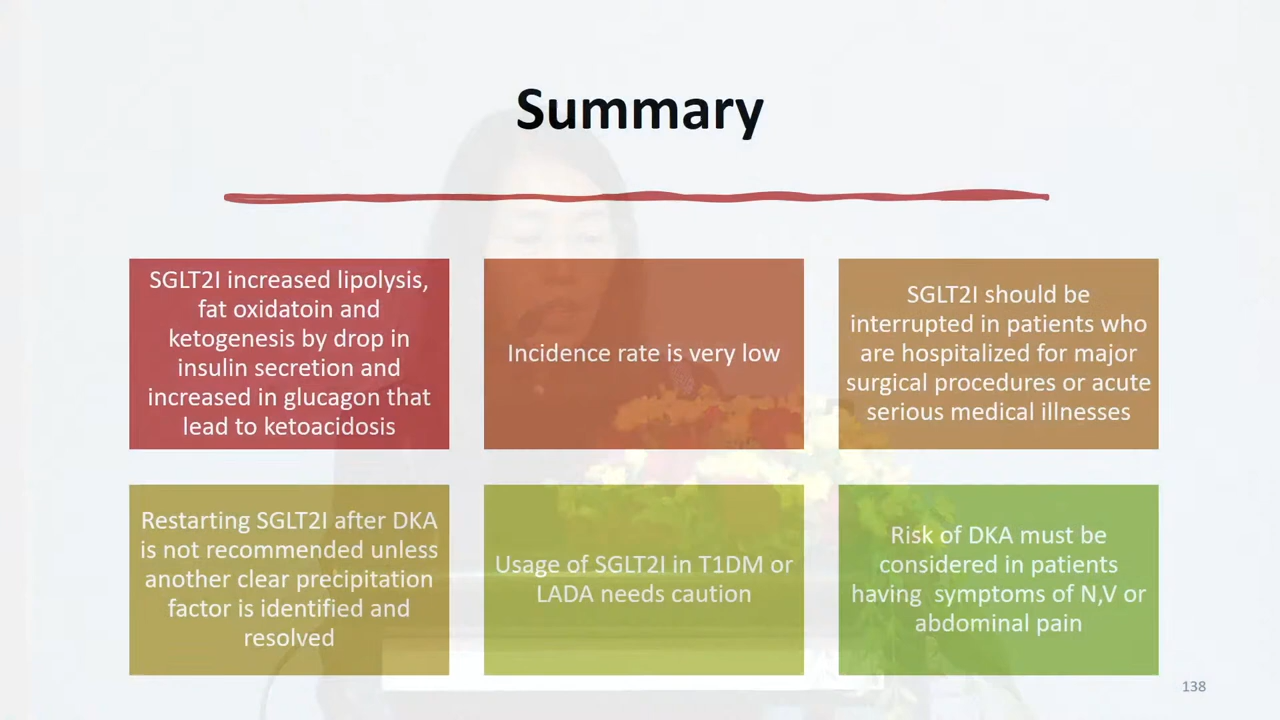 Summary
SGLT2I increased lipolysis,
fat oxidatoin and
ketogenesis by drop in
insulin secretion and
increased in glucagon that
lead to ketoacidosis
Incidence rate is very low
SGLT2I should be
interrupted in patients who
are hospitalized for major
surgical procedures or acute
serious medical illnesses
Restarting SGLT2I after DKA
is not recommended unless
another clear precipitation
factor is identified and
resolved
Usage of SGLT2I in T1DM or
LADA needs caution
Risk of DKA must be
considered in patients
having symptoms of N,V or
abdominal pain
138